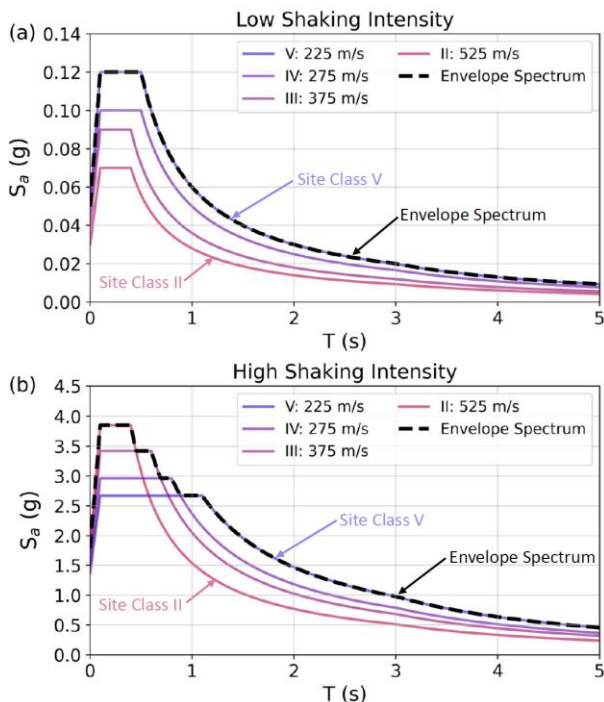 Low Shaking Intensity
(a)
0.14
0.12
0.10
0.08
0.06
0.04
0.02
0.00
Sa (g)
V: 225 m/s
IV: 275 m/s
III: 375 m/s
II: 525 m/s
Envelope Spectrum
Site Class V
Envelope Spectrum
Site Class II
0 1 2 3 4 5
T (s)
High Shaking Intensity
(b)
4.5
4.0
3.5
3.0
2.5
2.0
1.5
1.0
0.5
0.0
Sa (g)
V: 225 m/s
IV: 275 m/s
III: 375 m/s
II: 525 m/s
Envelope Spectrum
Site Class V
Envelope Spectrum
Site Class II
0 1 2 3 4 5
T (s)